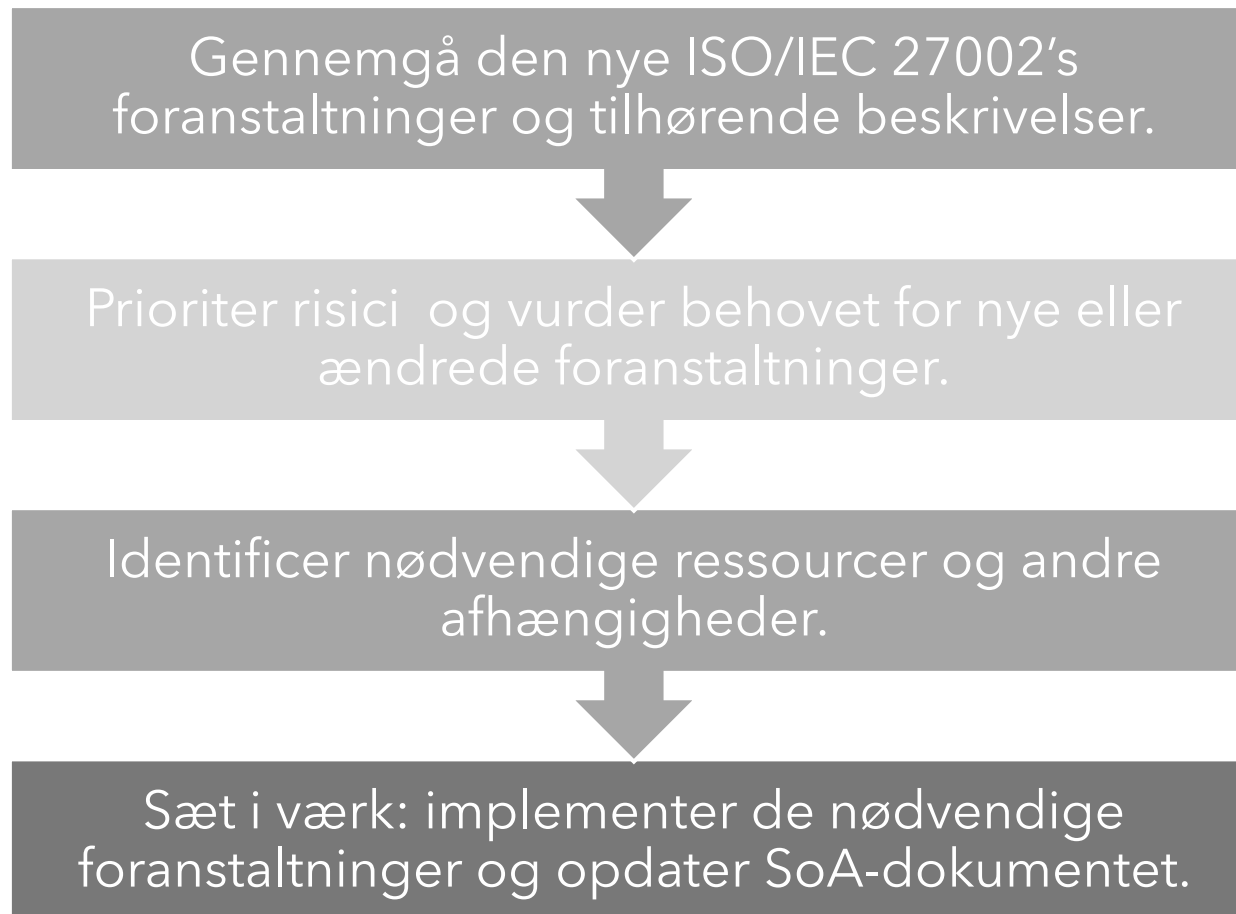 Gennemgå den nye ISO/IEC 27002’s
foranstaltninger og tilhørende beskrivelser.
Prioriter risici  og vurder behovet for nye eller
ændrede foranstaltninger.
Identificer nødvendige ressourcer og andre
afhængigheder.
Sæt i værk: implementer de nødvendige
foranstaltninger og opdater SoA-dokumentet.